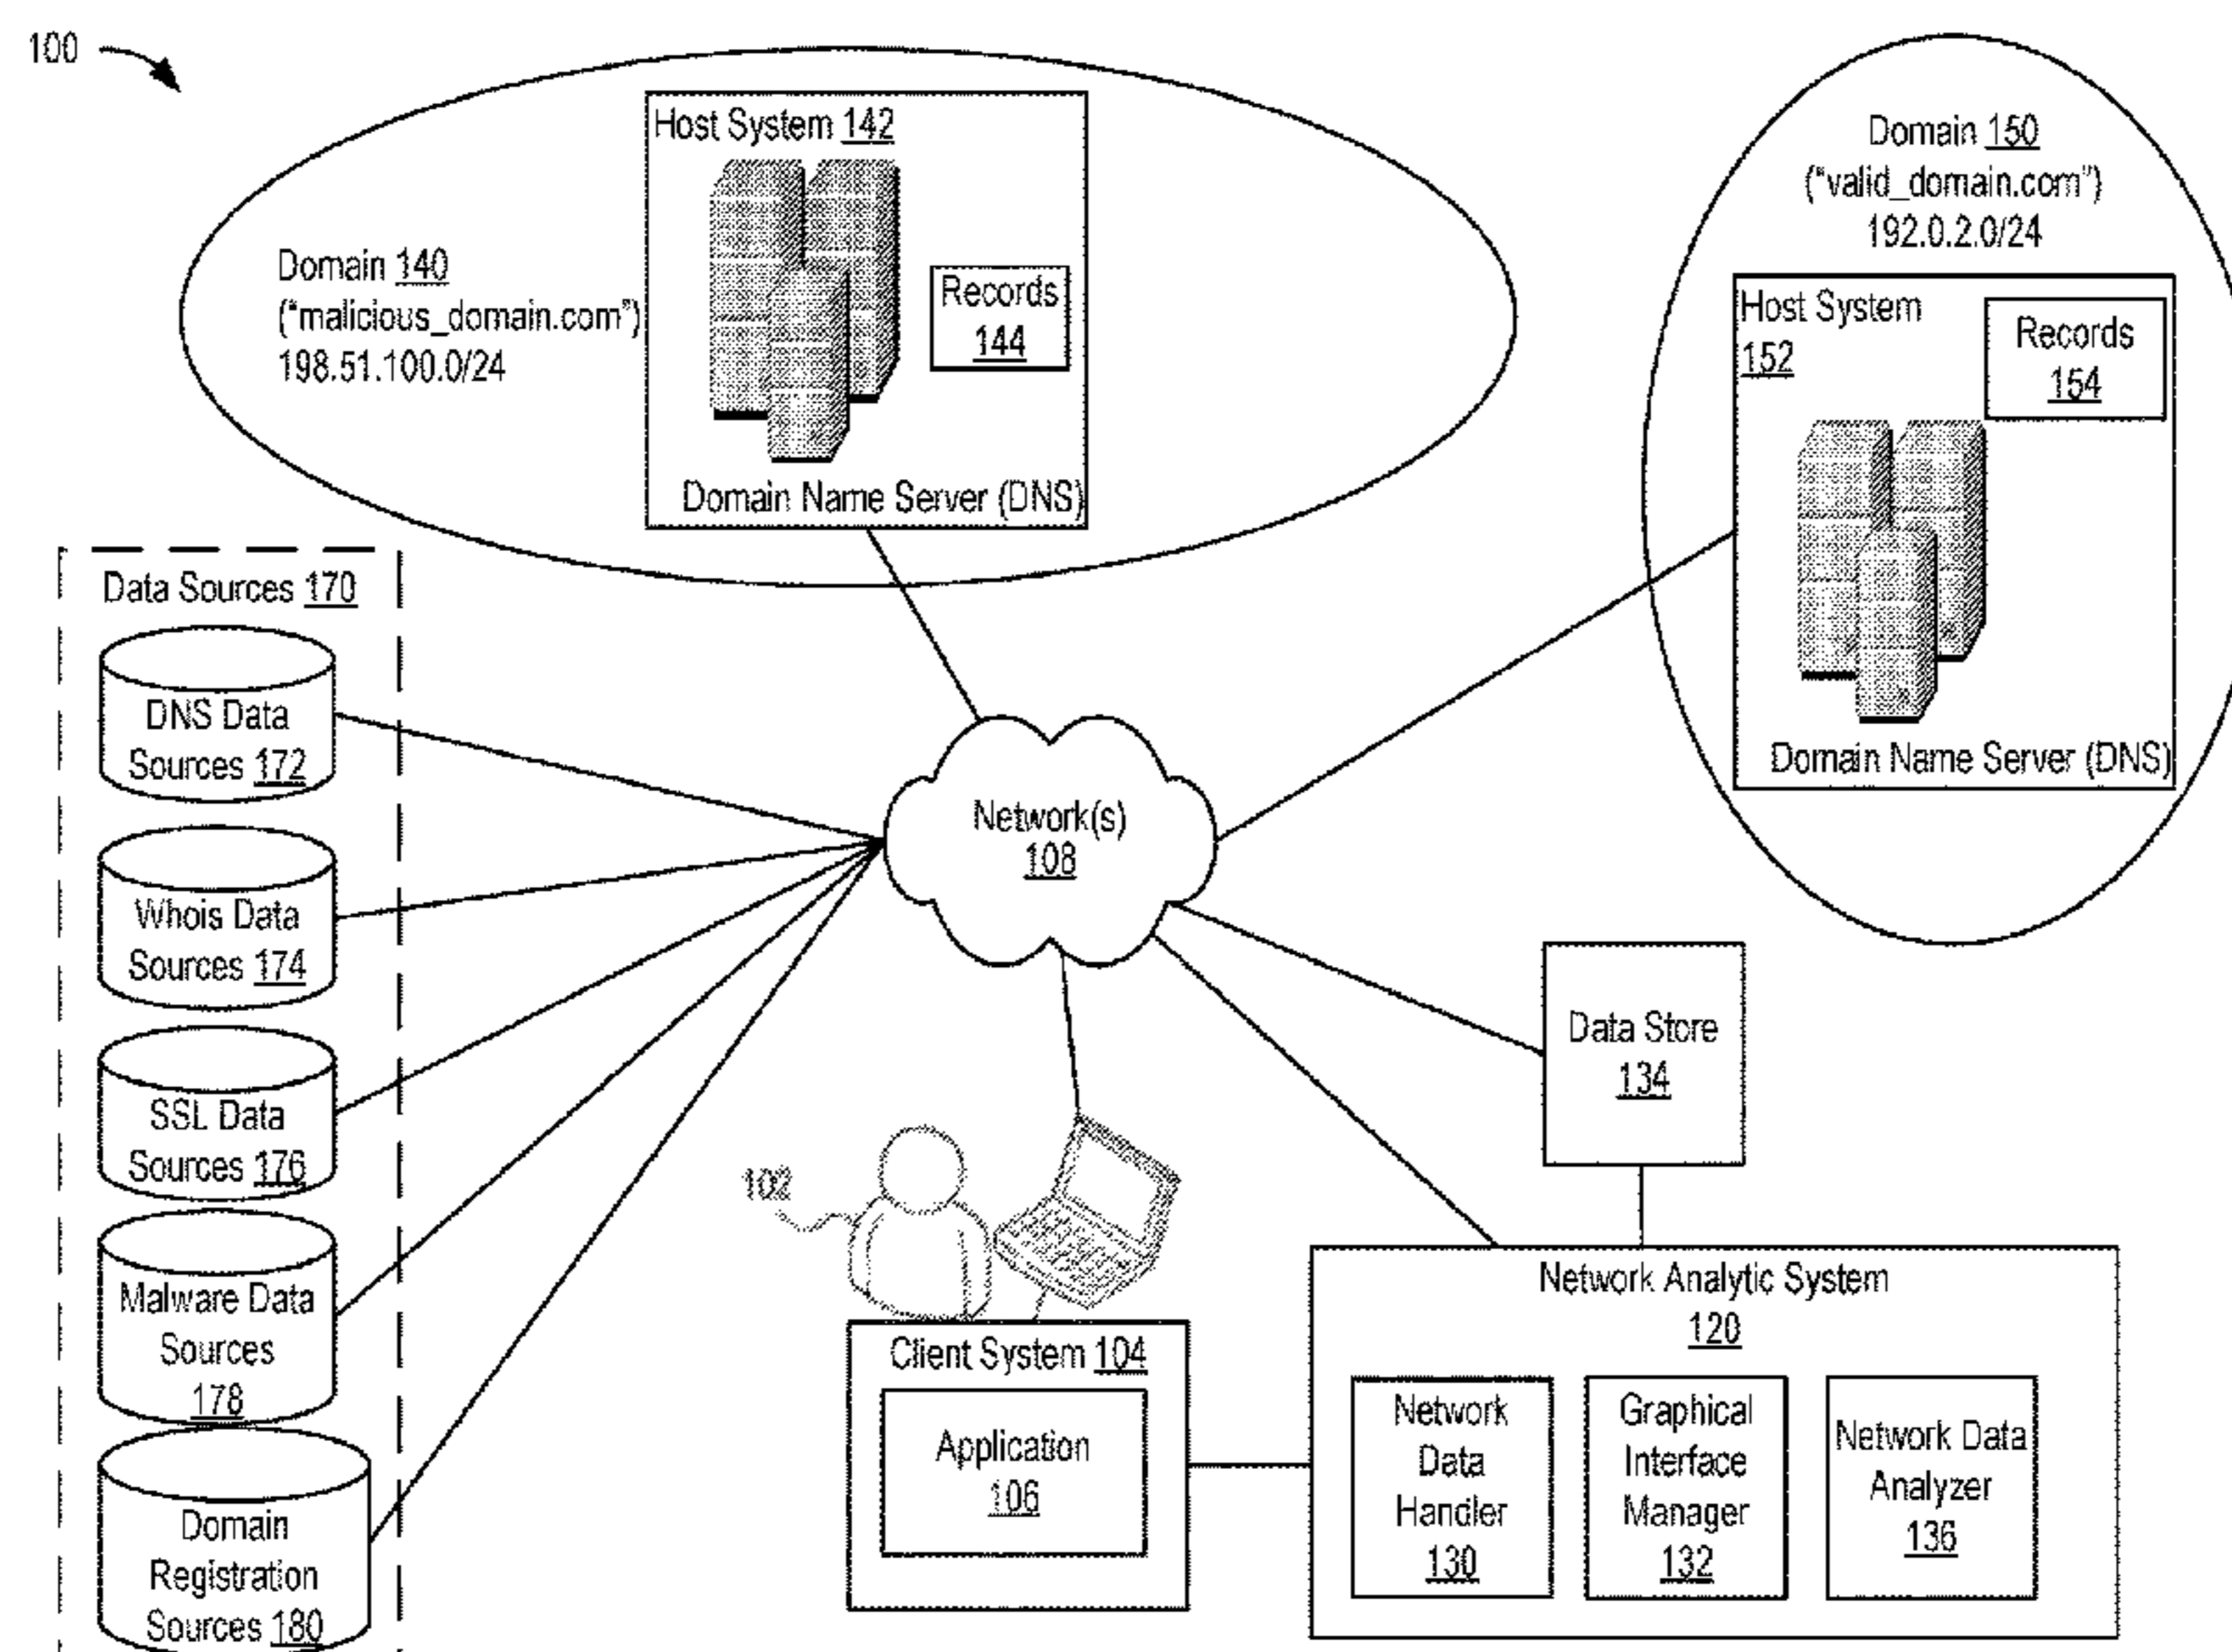 100
Host System 142
Domain 140
("malicious_domain.com")
198.51.100.0/24
Records
144
Domain Name Server (DNS)
Domain 150
("valid_domain.com")
192.0.2.0/24
Host System
152
Records
154
Domain Name Server (DNS)
Data Sources 170
DNS Data
Sources 172
Whois Data
Sources 174
SSL Data
Sources 176
Malware Data
Sources
178
Domain
Registration
Sources 180
Network(s)
108
Data Store
134
102
Client System 104
Application
106
Network Analytic System
120
Network
Data
Handler
130
Graphical
Interface
Manager
132
Network Data
Analyzer
136